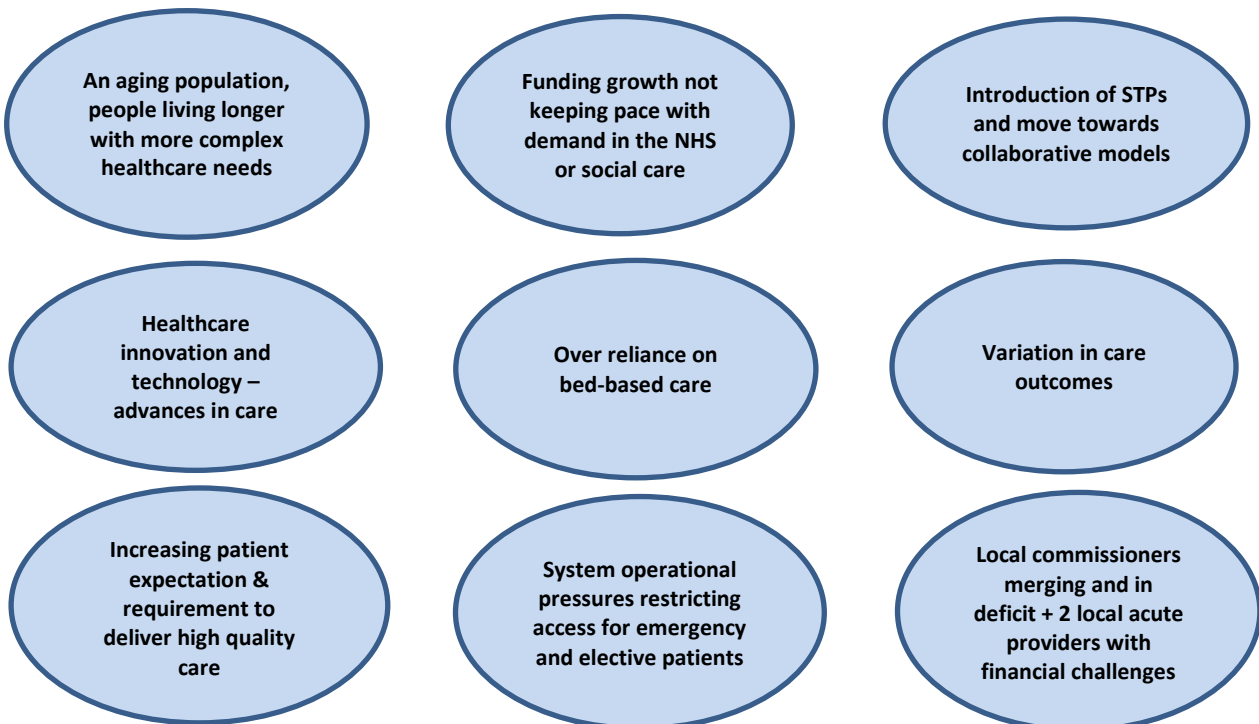 An aging population,
people living longer
with more complex
healthcare needs
Funding growth not
keeping pace with
demand in the NHS
or social care
Introduction of STPs
and move towards
collaborative models
Healthcare
innovation and
technology –
advances in care
Over reliance on
bed-based care
Variation in care
outcomes
Increasing patient
expectation &
requirement to
deliver high quality
care
System operational
pressures restricting
access for emergency
and elective patients
Local commissioners
merging and in
deficit + 2 local acute
providers with
financial challenges